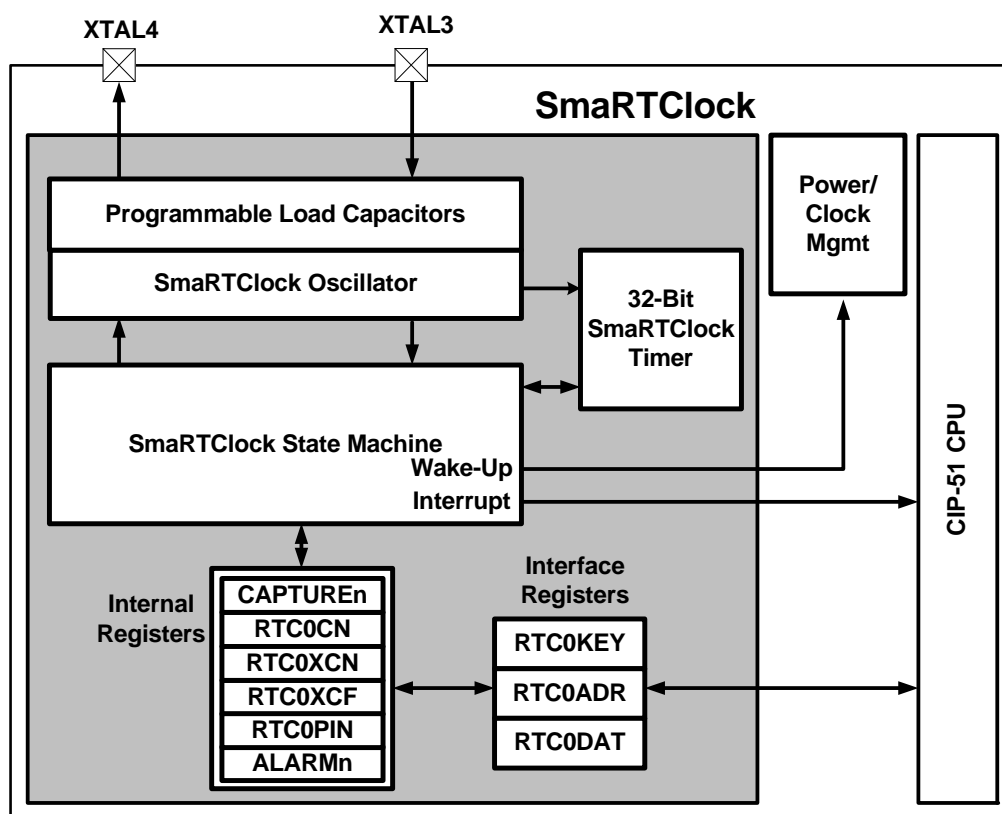 XTAL4
XTAL3
SmaRTClock
Programmable Load Capacitors
SmaRTClock Oscillator
32-Bit
SmaRTClock
Timer
Power/
Clock
Mgmt
CIP-51 CPU
SmaRTClock State Machine
Wake-Up
Interrupt
Internal
Registers
CAPTUREn
RTC0CN
RTC0XCN
RTC0XCF
RTC0PIN
ALARMn
Interface
Registers
RTC0KEY
RTC0ADR
RTC0DAT